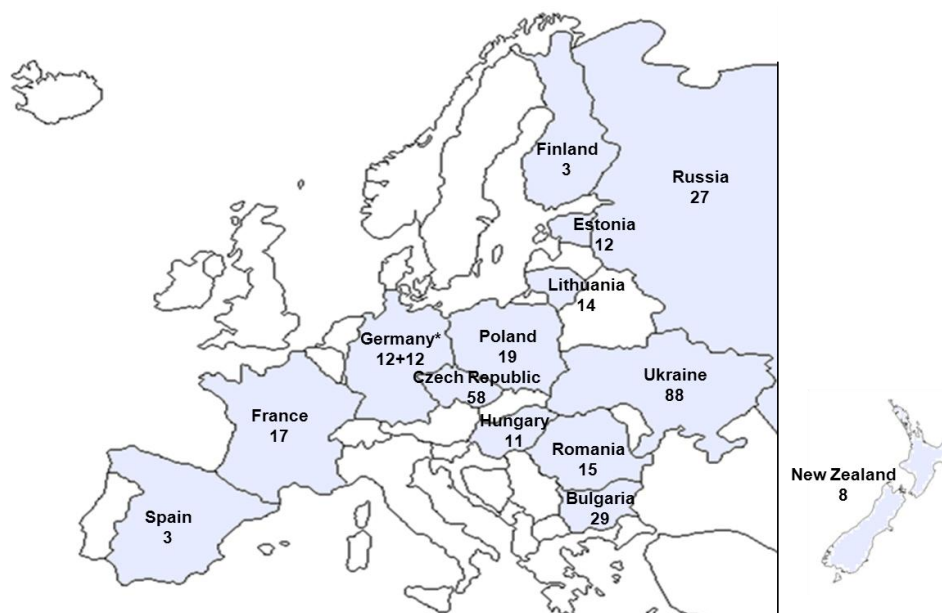 Finland
3
Russia
27
Estonia
12
Lithuania
14
Germany*
12+12
Poland
19
Czech Republic
58
Ukraine
88
France
17
Hungary
11
Romania
15
New Zealand
8
Bulgaria
29
Spain
3